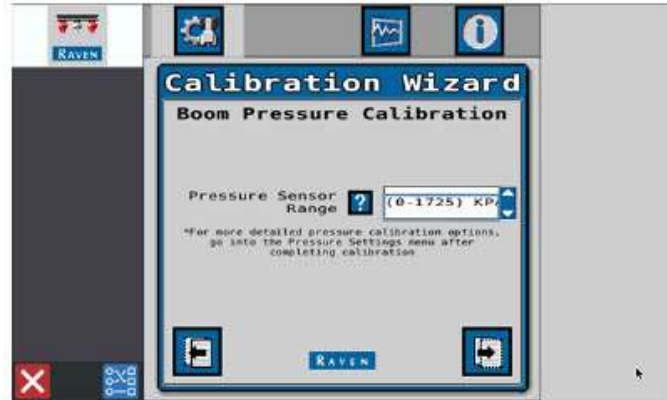 RAVEN
Calibration Wizard
Boom Pressure Calibration
Pressure Sensor
Range
?
(0-1725) KPA
*For more detailed pressure calibration options,
go into the Pressure Settings menu after
completing calibration
RAVEN